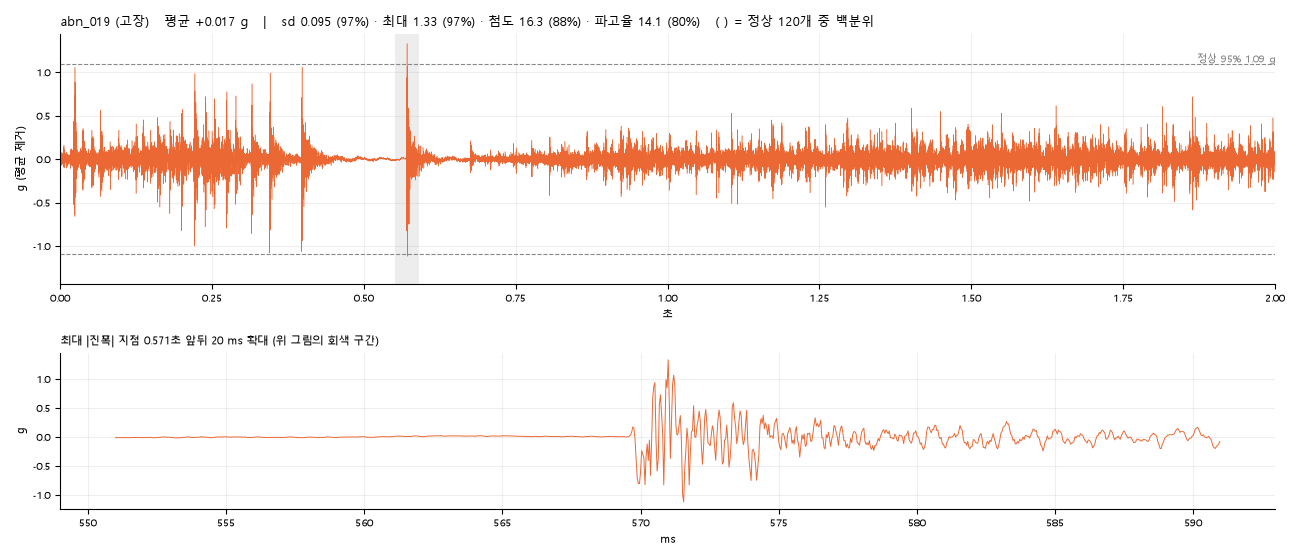 abn_019 (고장) 평균 +0.017 g | sd 0.095 (97%) · 최대 1.33 (97%) · 첨도 16.3 (88%) · 파고율 14.1 (80%) ( ) = 정상 120개 중 백분위
정상 95% 1.09 g
g (평균 제거)
1.0
0.5
0.0
-0.5
-1.0
0.00 0.25 0.50 0.75 1.00 1.25 1.50 1.75 2.00
초
최대 |진폭| 지점 0.571초 앞뒤 20 ms 확대 (위 그림의 회색 구간)
g
1.0
0.5
0.0
-0.5
-1.0
550 555 560 565 570 575 580 585 590
ms